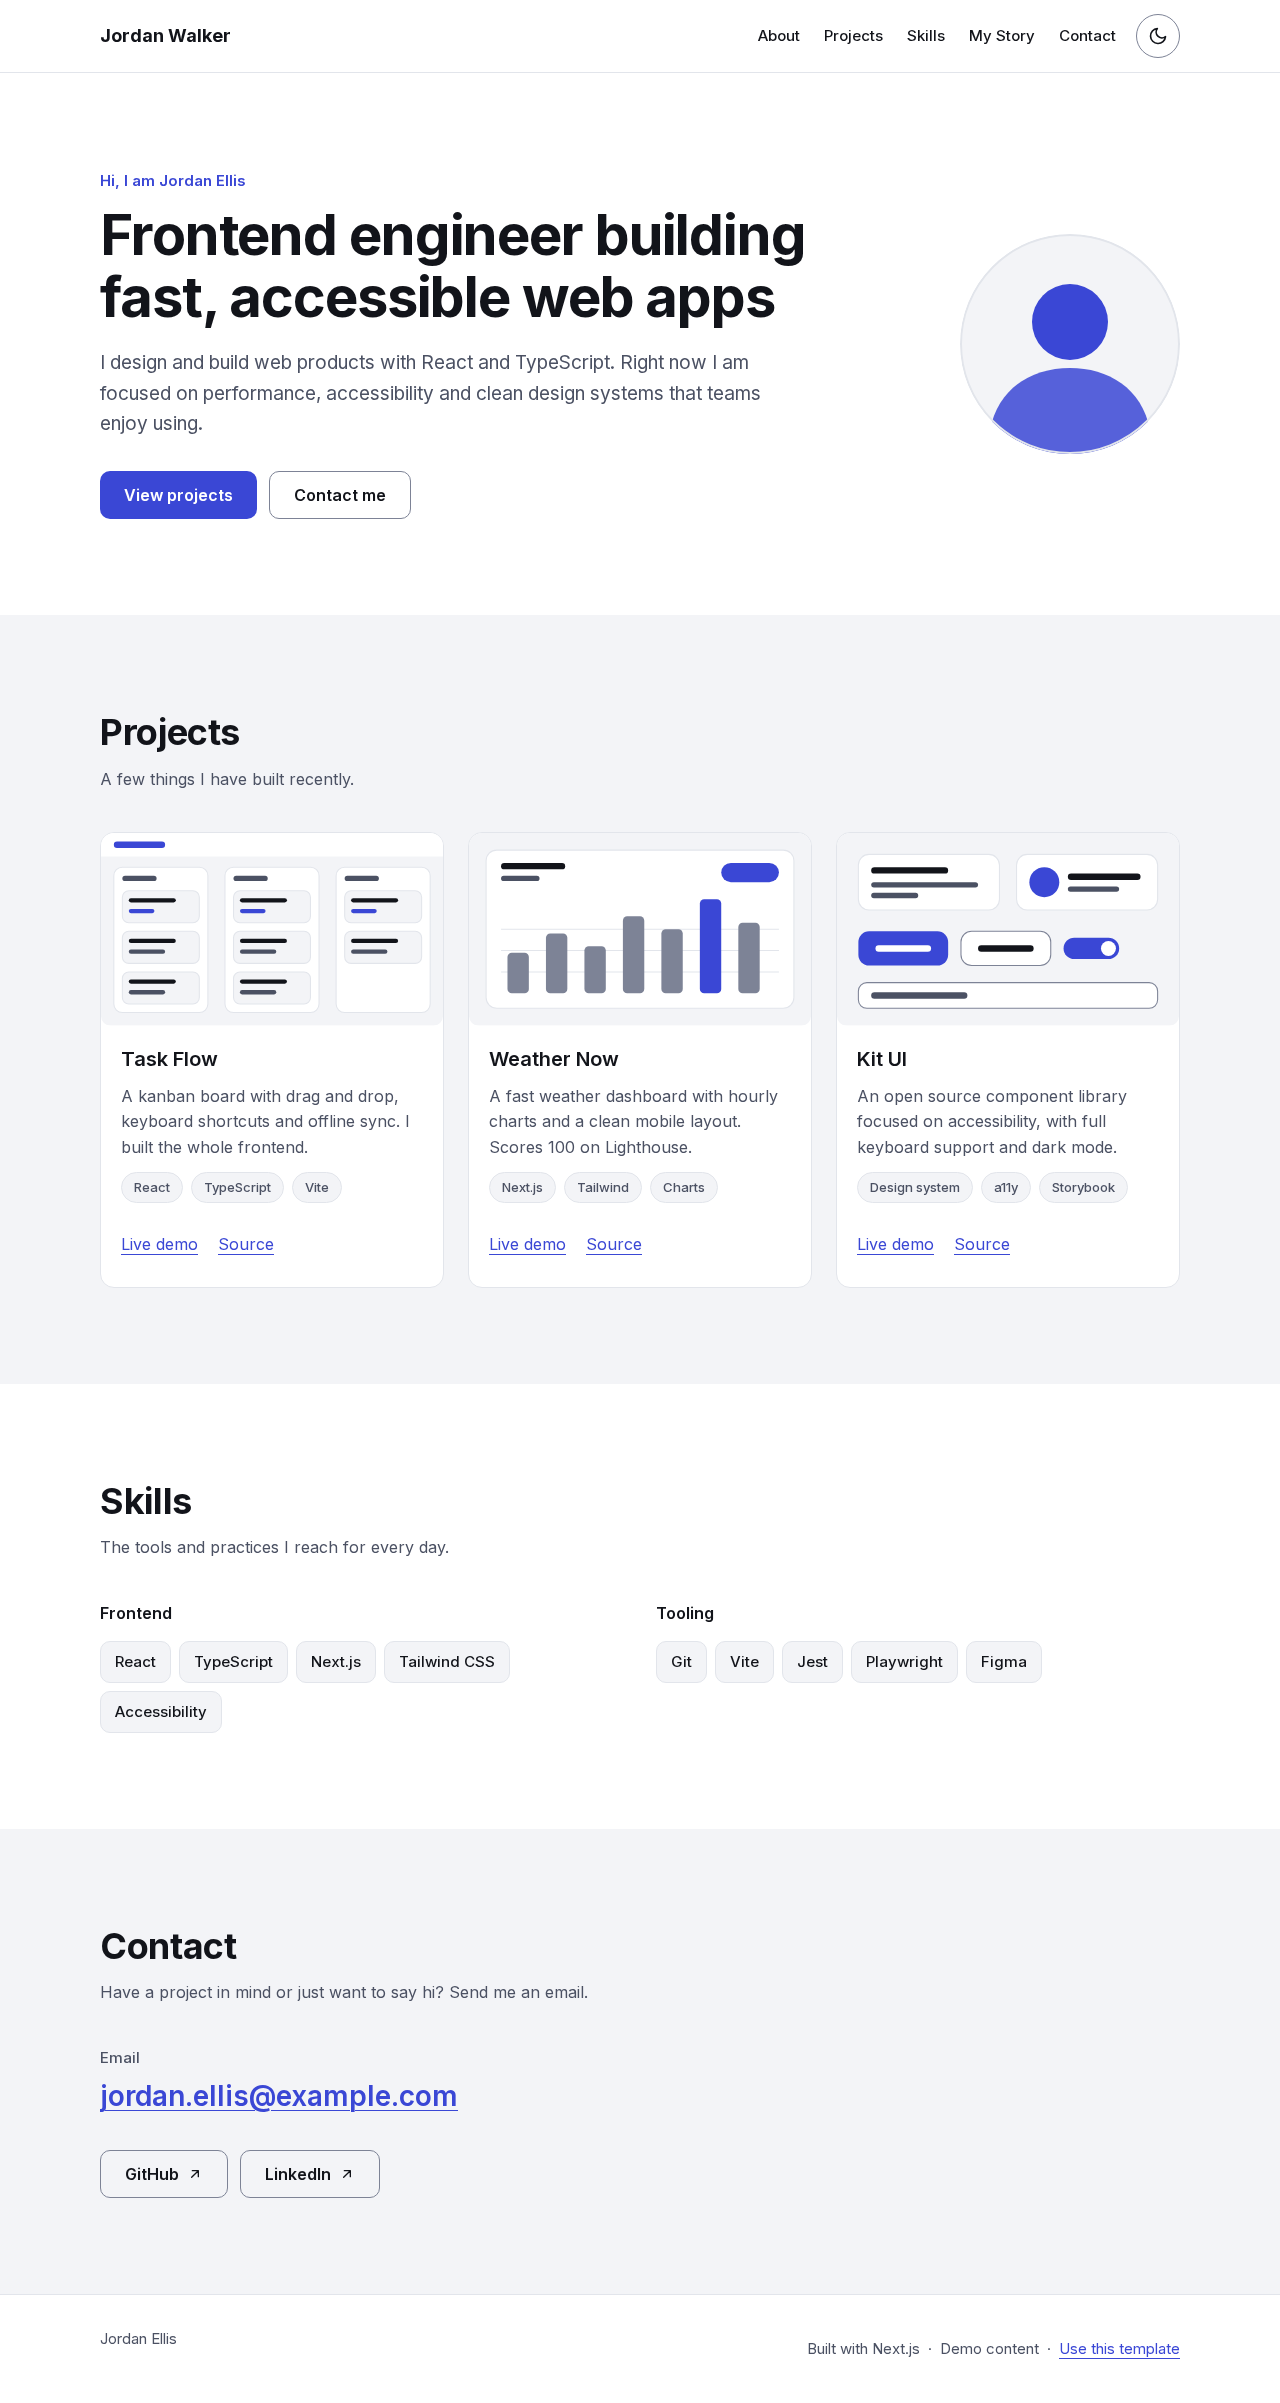 Jordan Walker
About Projects Skills My Story Contact
Hi, I am Jordan Ellis
Frontend engineer building
fast, accessible web apps
I design and build web products with React and TypeScript. Right now I am
focused on performance, accessibility and clean design systems that teams
enjoy using.
View projects Contact me
Projects
A few things I have built recently.
Task Flow
A kanban board with drag and drop,
keyboard shortcuts and offline sync. I
built the whole frontend.
React TypeScript Vite
Live demo Source
Weather Now
A fast weather dashboard with hourly
charts and a clean mobile layout.
Scores 100 on Lighthouse.
Next.js Tailwind Charts
Live demo Source
Kit UI
An open source component library
focused on accessibility, with full
keyboard support and dark mode.
Design system a11y Storybook
Live demo Source
Skills
The tools and practices I reach for every day.
Frontend
React TypeScript Next.js Tailwind CSS
Accessibility
Tooling
Git Vite Jest Playwright Figma
Contact
Have a project in mind or just want to say hi? Send me an email.
Email
jordan.ellis@example.com
GitHub LinkedIn
Jordan Ellis
Built with Next.js · Demo content · Use this template